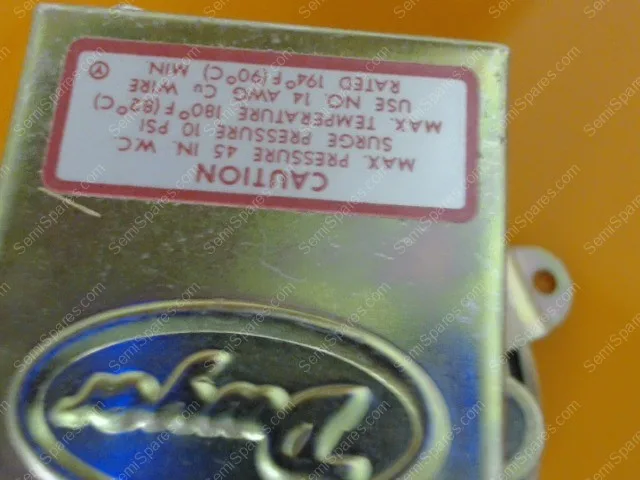 CAUTION
MAX. PRESSURE 45 IN. W.C.
SURGE PRESSURE 10 PSI
MAX. TEMPERATURE 180°F (82°C)
USE NO. 14 AWG Cu WIRE
RATED 194°F (90°C) MIN
Dwyer
SemiSpares.com